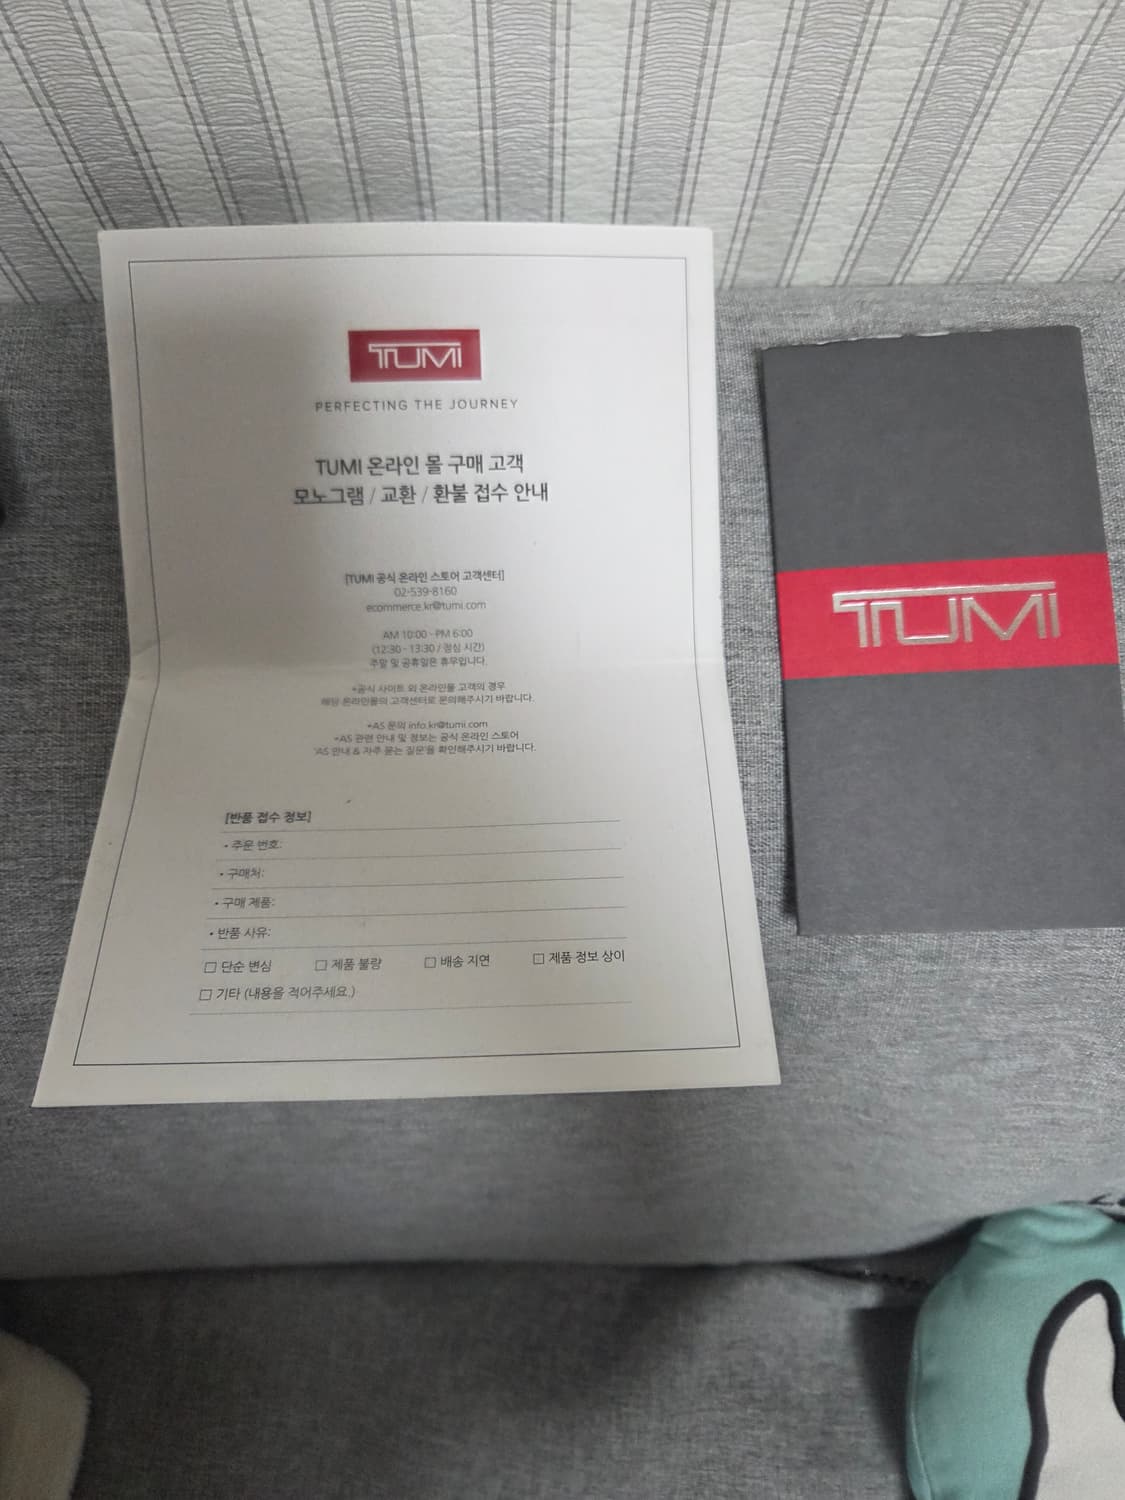 TUMI
PERFECTING THE JOURNEY
TUMI 온라인 몰 구매 고객
모노그램 / 교환 / 환불 접수 안내
[TUMI 공식 온라인 스토어 고객센터]
02-539-8160
ecommerce.kr@tumi.com
AM 10:00 - PM 6:00
(12:30 - 13:30 / 점심 시간)
주말 및 공휴일은 휴무입니다.
*공식 사이트 외 온라인몰 고객의 경우
해당 온라인몰의 고객센터로 문의해주시기 바랍니다.
*AS 문의 info.kr@tumi.com
*AS 관련 안내 및 정보는 공식 온라인 스토어
'AS 안내 & 자주 묻는 질문'을 확인해주시기 바랍니다.
[반품 접수 정보]
• 주문 번호:
• 구매처:
• 구매 제품:
• 반품 사유:
□ 단순 변심 □ 제품 불량 □ 배송 지연 □ 제품 정보 상이
□ 기타 (내용을 적어주세요.)
TUMI